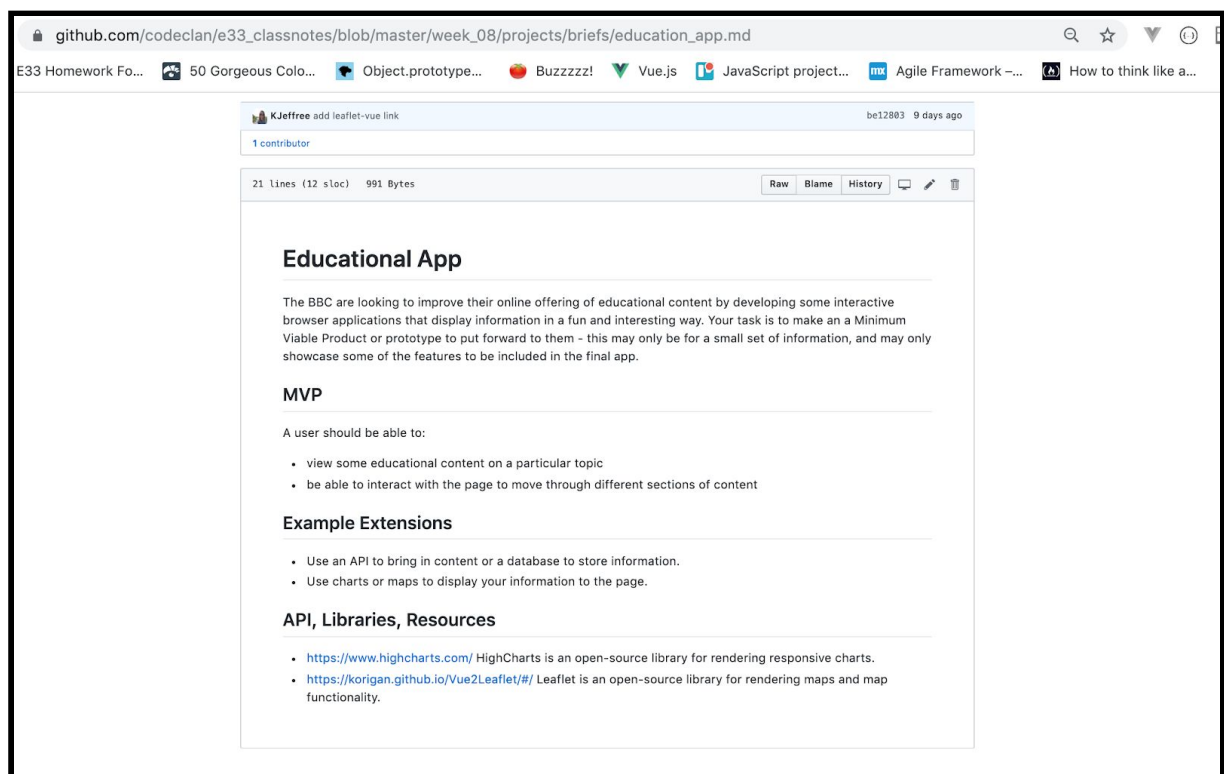 github.com/codeclan/e33_classnotes/blob/master/week_08/projects/briefs/education_app.md
E33 Homework Fo... 50 Gorgeous Colo... Object.prototype... Buzzzzz! Vue.js JavaScript project... mx Agile Framework –... How to think like a...
KJeffree add leaflet-vue link be12803 9 days ago
1 contributor
21 lines (12 sloc) 991 Bytes Raw Blame History
Educational App
The BBC are looking to improve their online offering of educational content by developing some interactive
browser applications that display information in a fun and interesting way. Your task is to make an a Minimum
Viable Product or prototype to put forward to them - this may only be for a small set of information, and may only
showcase some of the features to be included in the final app.
MVP
A user should be able to:
• view some educational content on a particular topic
• be able to interact with the page to move through different sections of content
Example Extensions
• Use an API to bring in content or a database to store information.
• Use charts or maps to display your information to the page.
API, Libraries, Resources
• https://www.highcharts.com/ HighCharts is an open-source library for rendering responsive charts.
• https://korigan.github.io/Vue2Leaflet/#/ Leaflet is an open-source library for rendering maps and map
functionality.